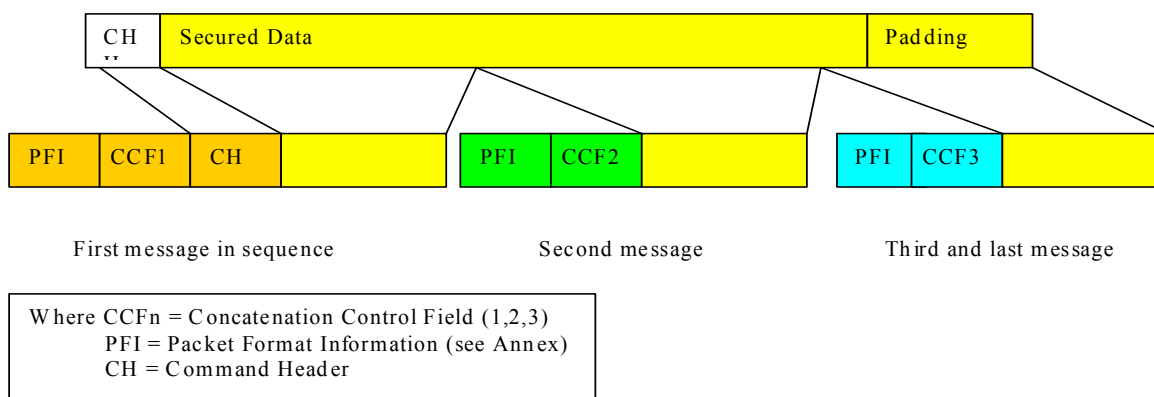 CH Secured Data Padding
PFI CCF1 CH PFI CCF2 PFI CCF3
First message in sequence Second message Third and last message
Where CCFn = Concatenation Control Field (1,2,3)
PFI = Packet Format Information (see Annex)
CH = Command Header